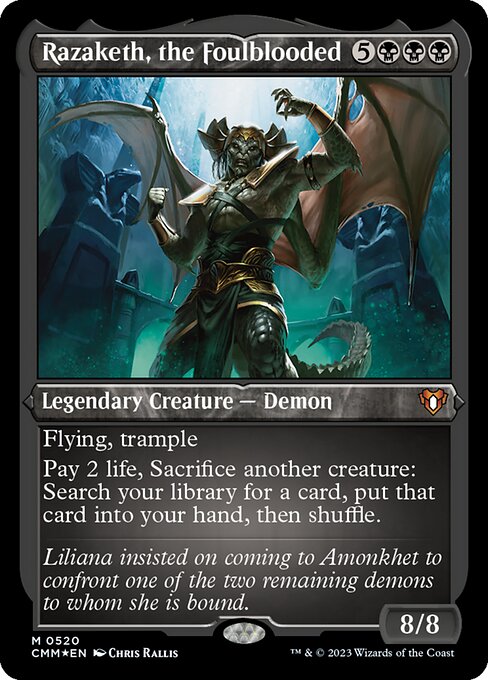 Razaketh, the Foulblooded 5
Legendary Creature — Demon
Flying, trample
Pay 2 life, Sacrifice another creature:
Search your library for a card, put that
card into your hand, then shuffle.
Liliana insisted on coming to Amonkhet to
confront one of the two remaining demons
to whom she is bound.
8/8
M 0520
CMM★EN Chris Rallis ™ & © 2023 Wizards of the Coast